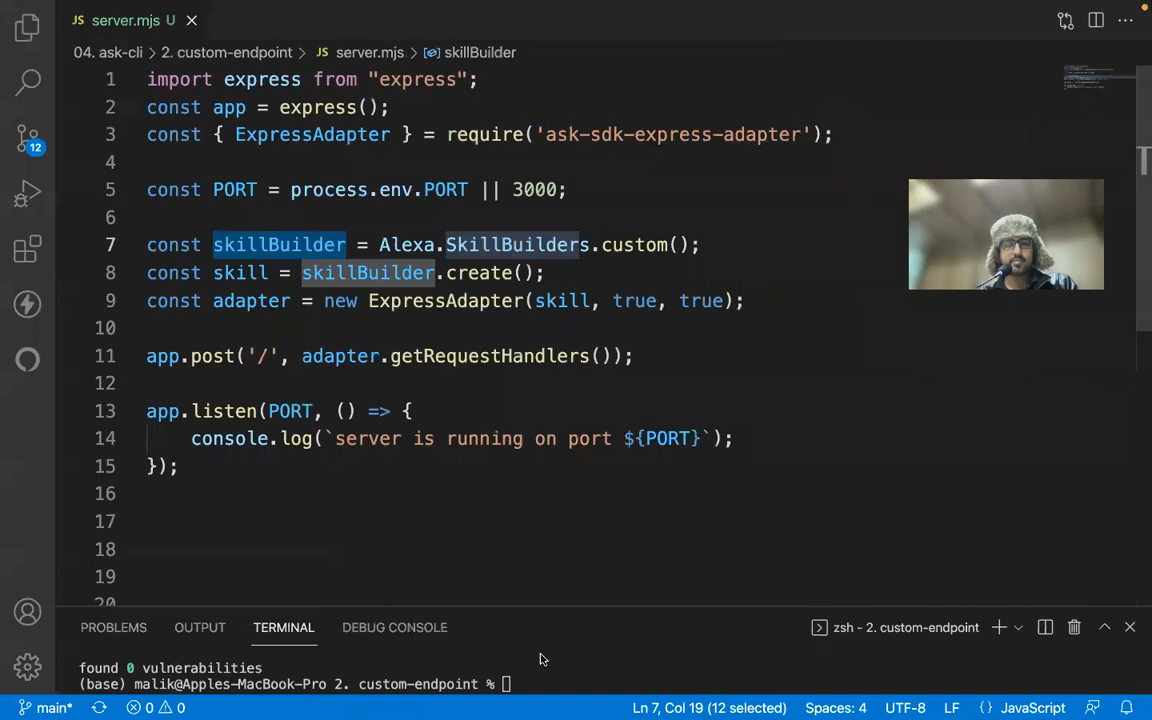 JS server.mjs U
04. ask-cli > 2. custom-endpoint > JS server.mjs > skillBuilder
1 import express from "express";
2 const app = express();
3 const { ExpressAdapter } = require('ask-sdk-express-adapter');
4
5 const PORT = process.env.PORT || 3000;
6
7 const skillBuilder = Alexa.SkillBuilders.custom();
8 const skill = skillBuilder.create();
9 const adapter = new ExpressAdapter(skill, true, true);
10
11 app.post('/', adapter.getRequestHandlers());
12
13 app.listen(PORT, () => {
14 console.log(`server is running on port ${PORT}`);
15 });
16
17
18
19
20
12
PROBLEMS OUTPUT TERMINAL DEBUG CONSOLE zsh - 2. custom-endpoint
found 0 vulnerabilities
(base) malik@Apples-MacBook-Pro 2. custom-endpoint %
main* 0 0 Ln 7, Col 19 (12 selected) Spaces: 4 UTF-8 LF {} JavaScript